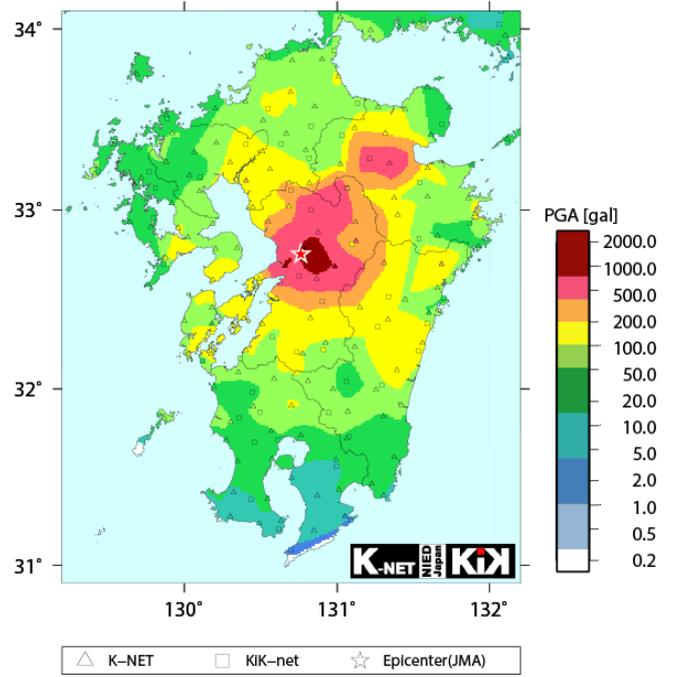 34˚
33˚
32˚
31˚
130˚
131˚
132˚
PGA [gal]
2000.0
1000.0
500.0
200.0
100.0
50.0
20.0
10.0
5.0
2.0
1.0
0.5
0.2
K-NET
NIED
Japan
KiK
K−NET
KiK−net
Epicenter(JMA)